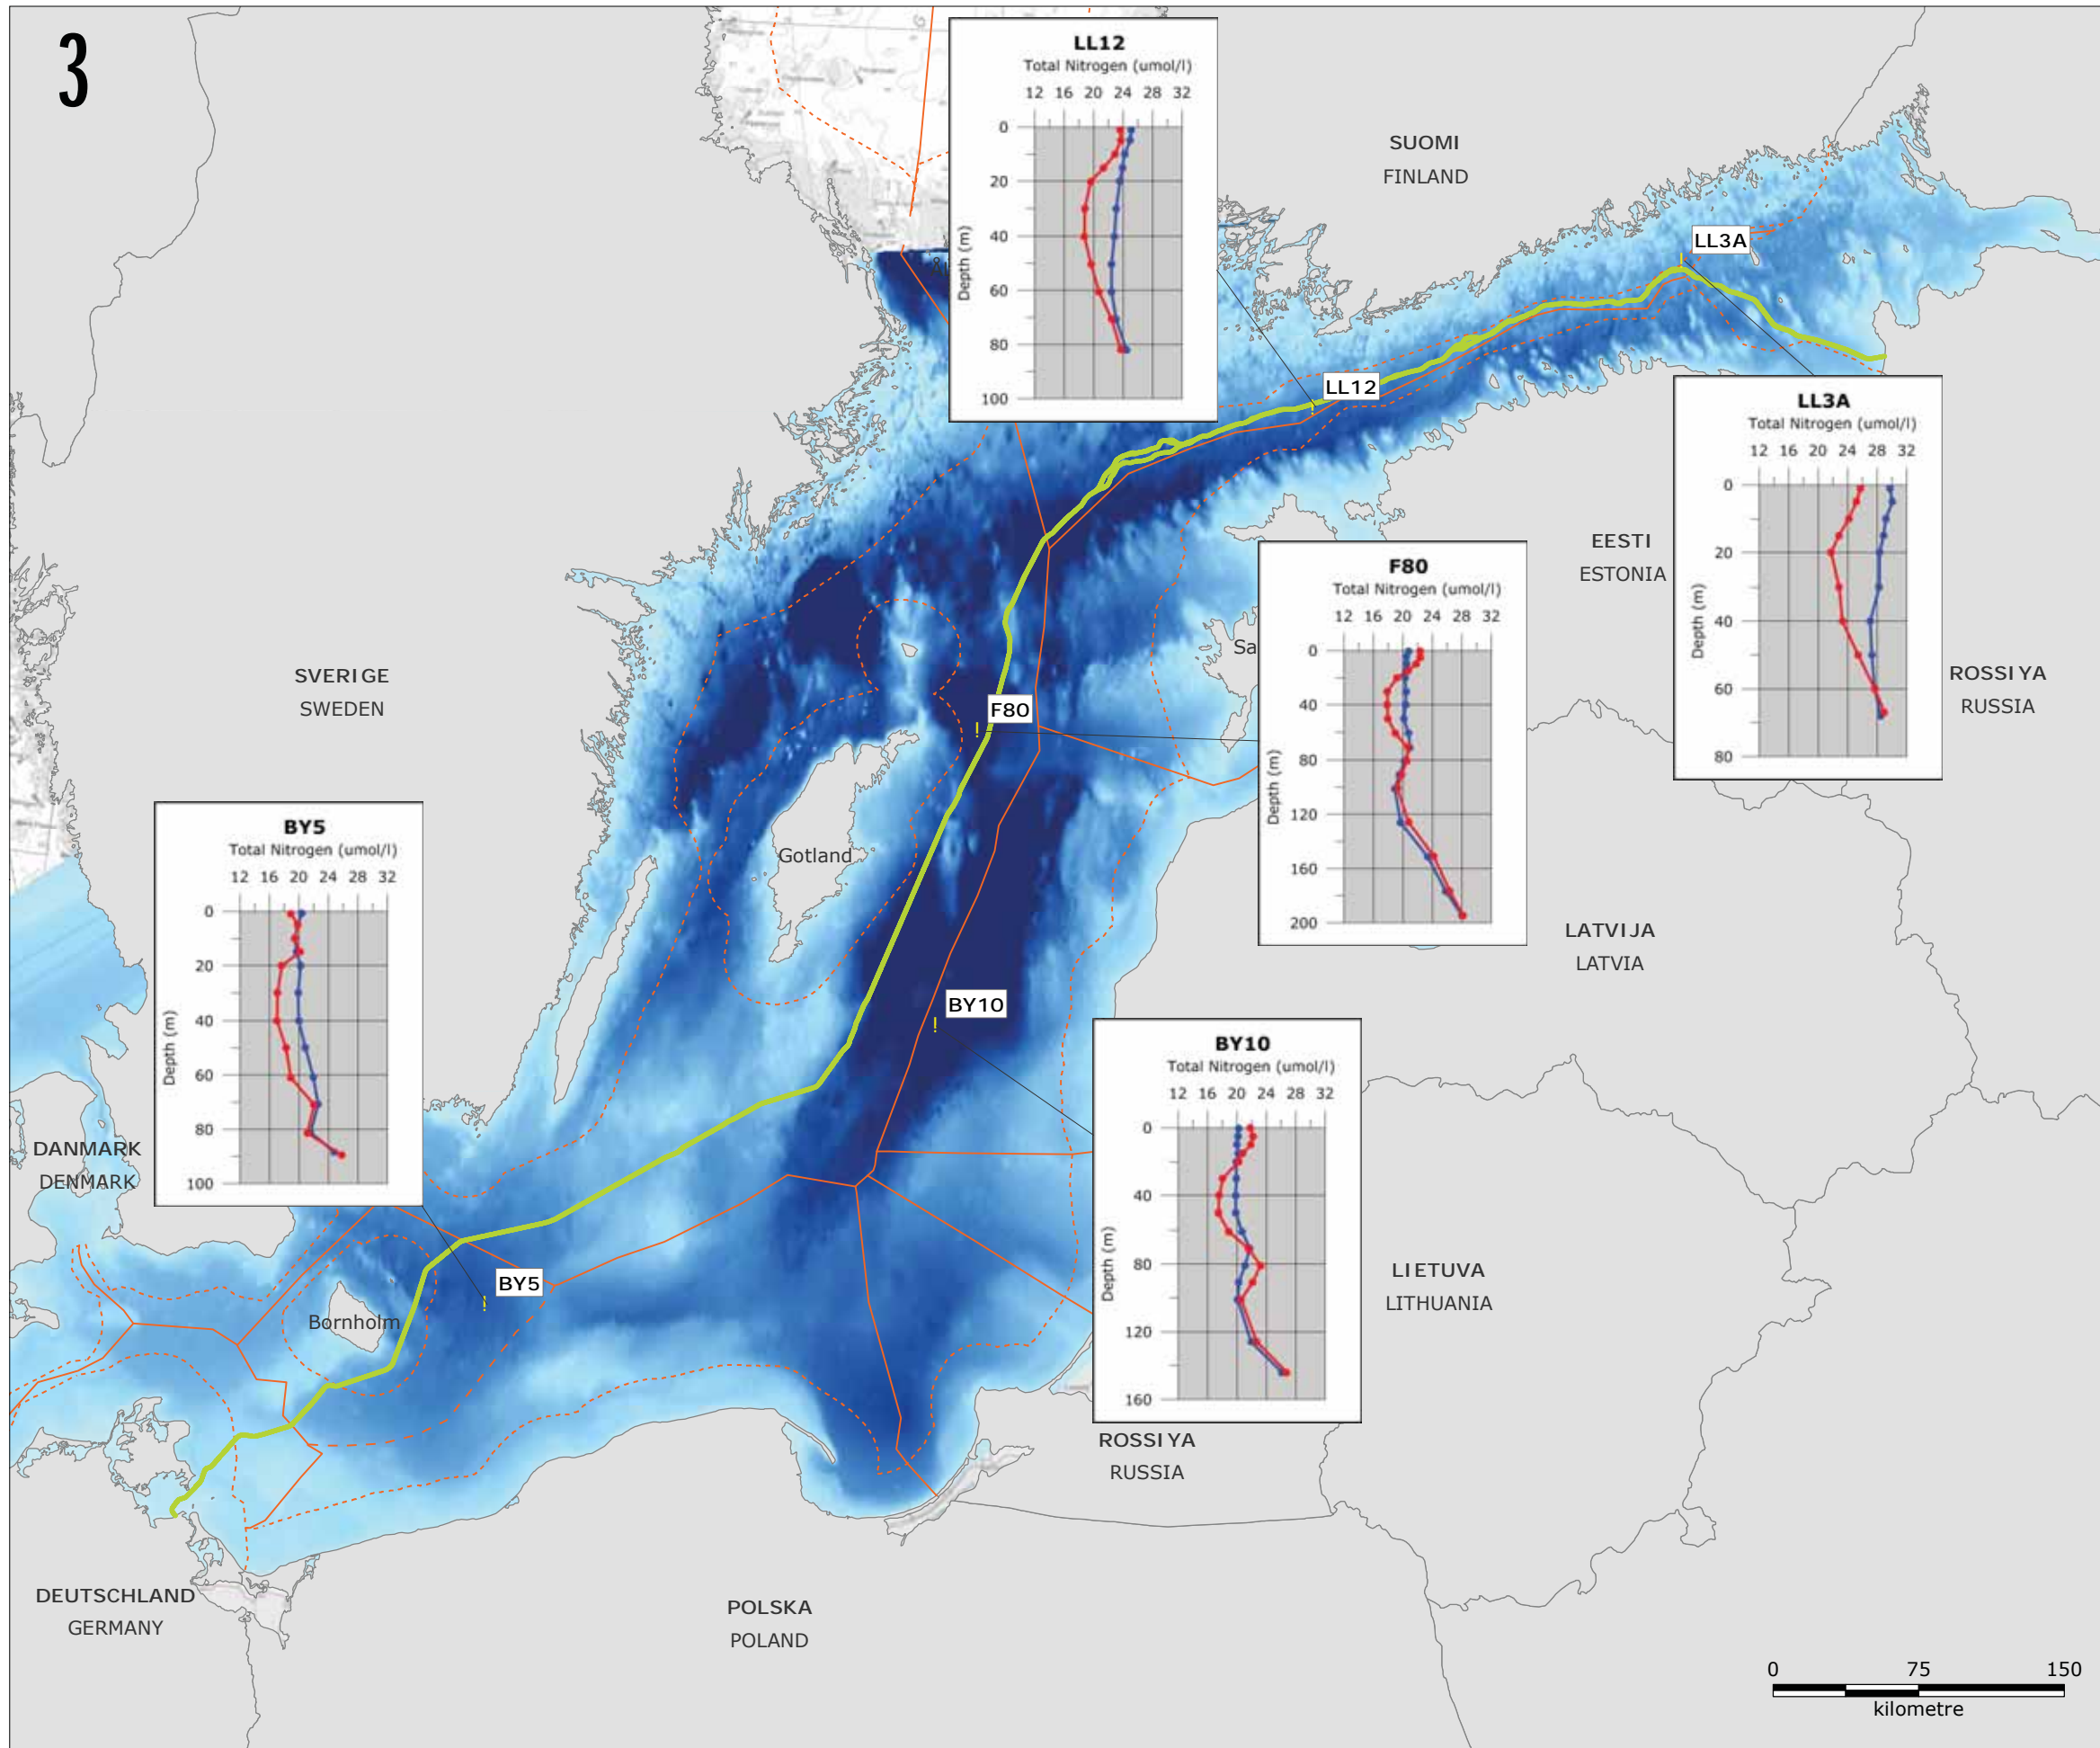 3
LL12
Total Nitrogen (umol/l)
12 16 20 24 28 32
0
20
40
60
80
100
Depth (m)
SUOMI
FINLAND
LL3A
LL12
LL3A
Total Nitrogen (umol/l)
12 16 20 24 28 32
0
20
40
60
80
Depth (m)
EESTI
ESTONIA
ROSSIYA
RUSSIA
F80
Total Nitrogen (umol/l)
12 16 20 24 28 32
0
40
80
120
160
200
Depth (m)
Sa
SVERIGE
SWEDEN
F80
Gotland
BY5
Total Nitrogen (umol/l)
12 16 20 24 28 32
0
20
40
60
80
100
Depth (m)
LATVIJA
LATVIA
BY10
BY10
Total Nitrogen (umol/l)
12 16 20 24 28 32
0
40
80
120
160
Depth (m)
DANMARK
DENMARK
BY5
Bornholm
LIETUVA
LITHUANIA
ROSSIYA
RUSSIA
DEUTSCHLAND
GERMANY
POLSKA
POLAND
0 75 150
kilometre